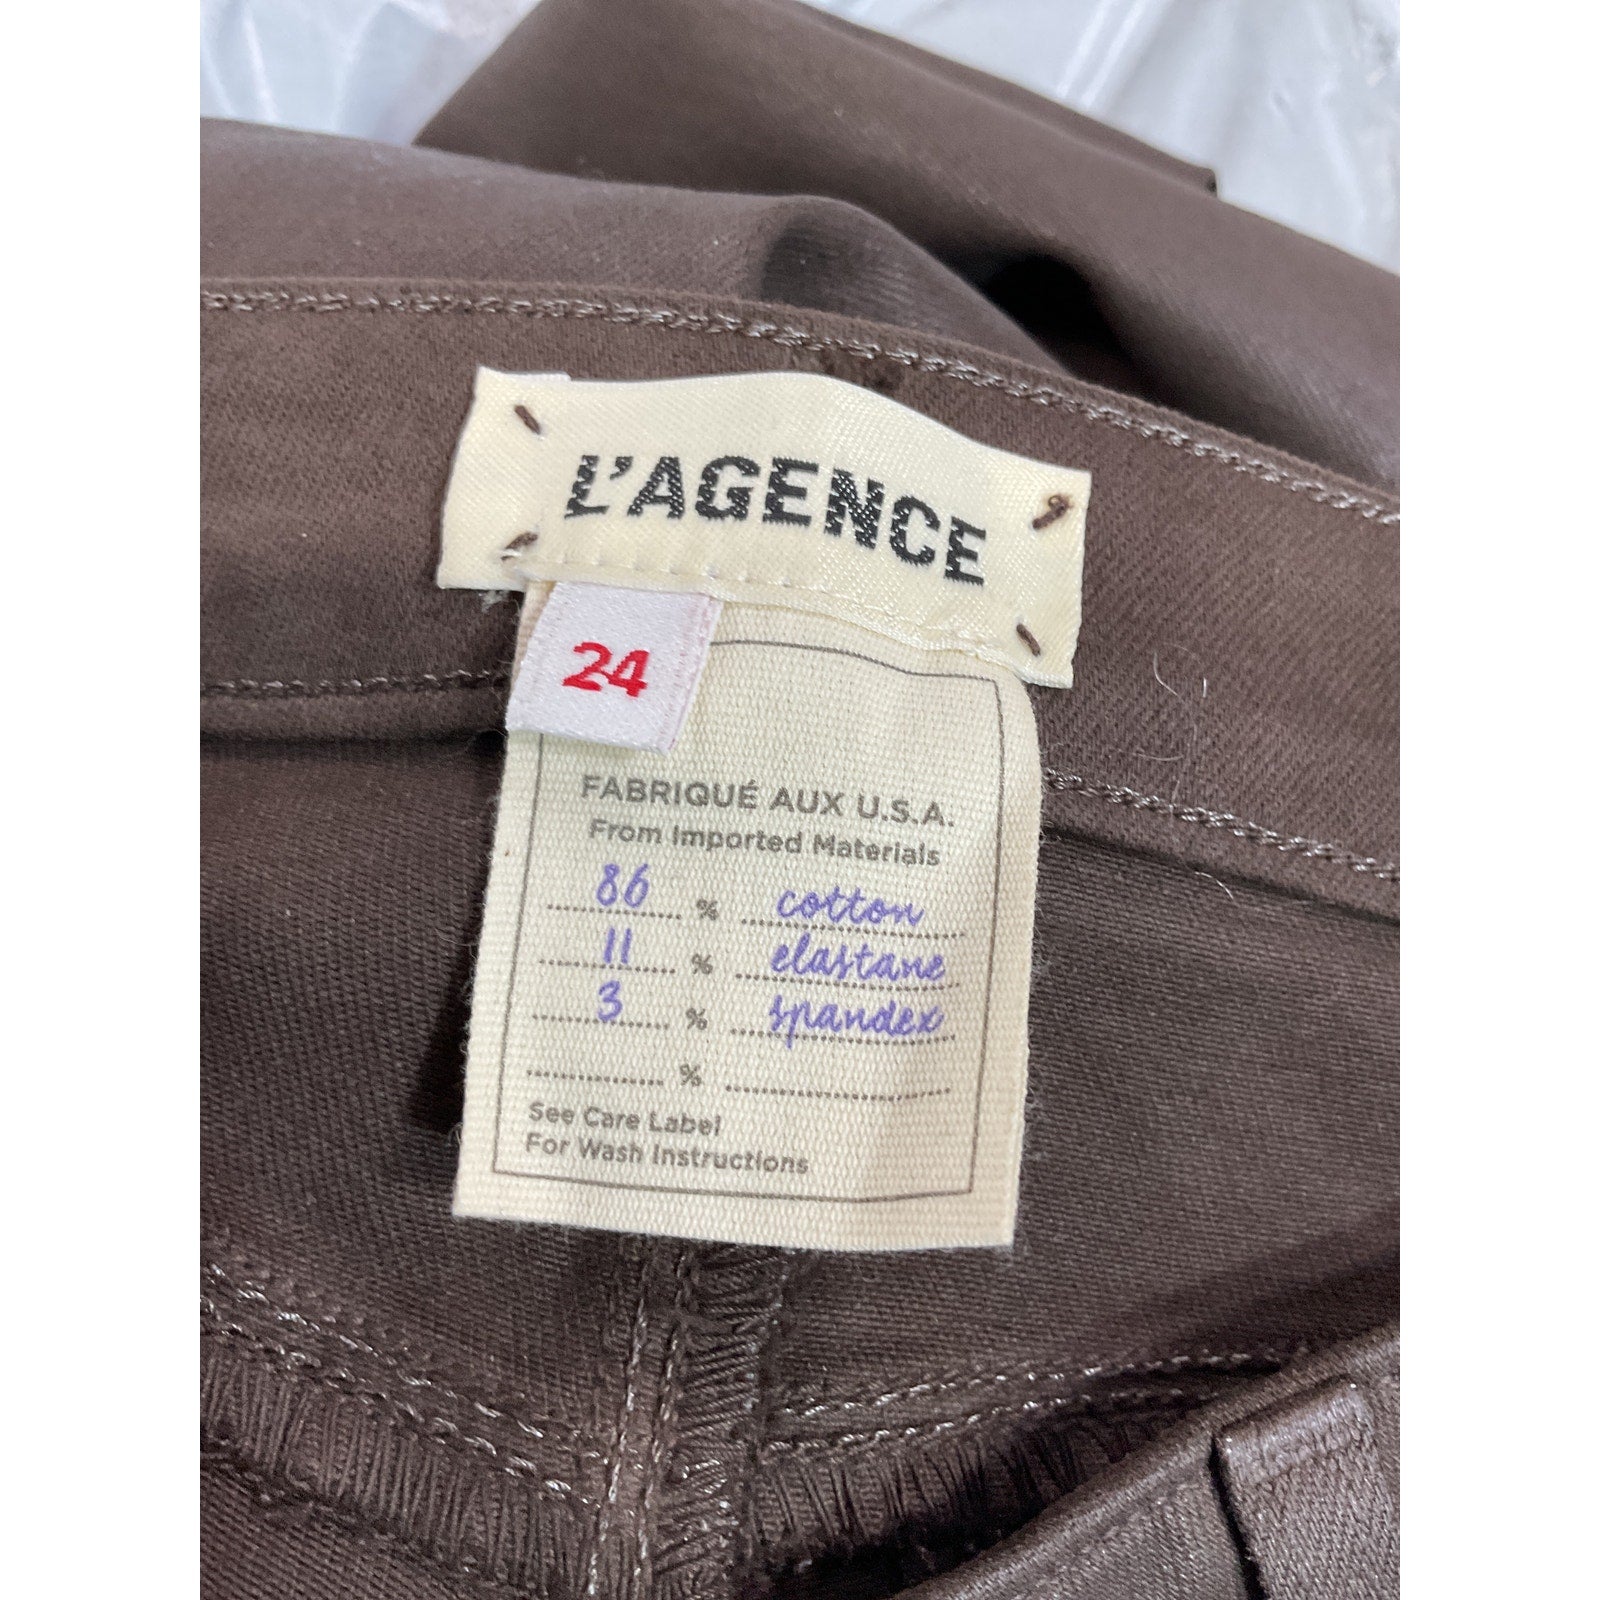 L'AGENCE
24
FABRIQUÉ AUX U.S.A.
From Imported Materials
86 % cotton
11 % elastane
3 % spandex
%
See Care Label
For Wash Instructions